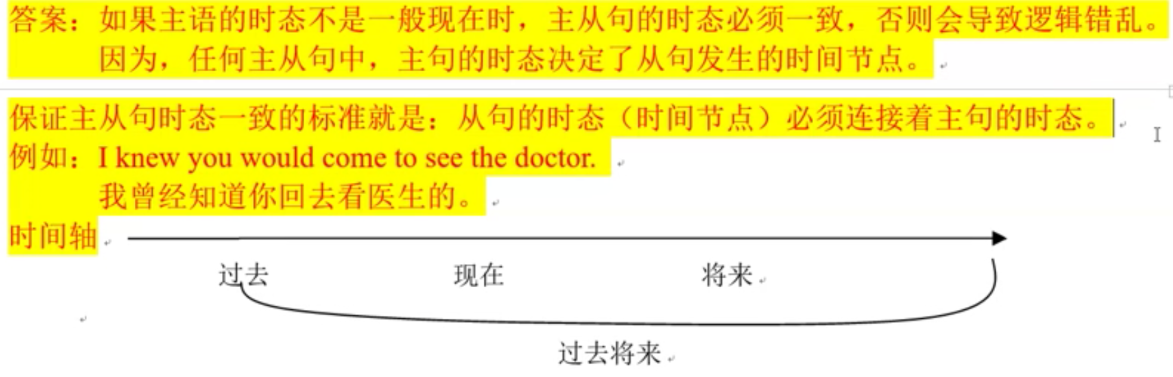 答案：如果主语的时态不是一般现在时，主从句的时态必须一致，否则会导致逻辑错乱。
因为，任何主从句中，主句的时态决定了从句发生的时间节点。
保证主从句时态一致的标准就是：从句的时态（时间节点）必须连接着主句的时态。
例如：I knew you would come to see the doctor.
我曾经知道你回去看医生的。
时间轴
过去 现在 将来
过去将来